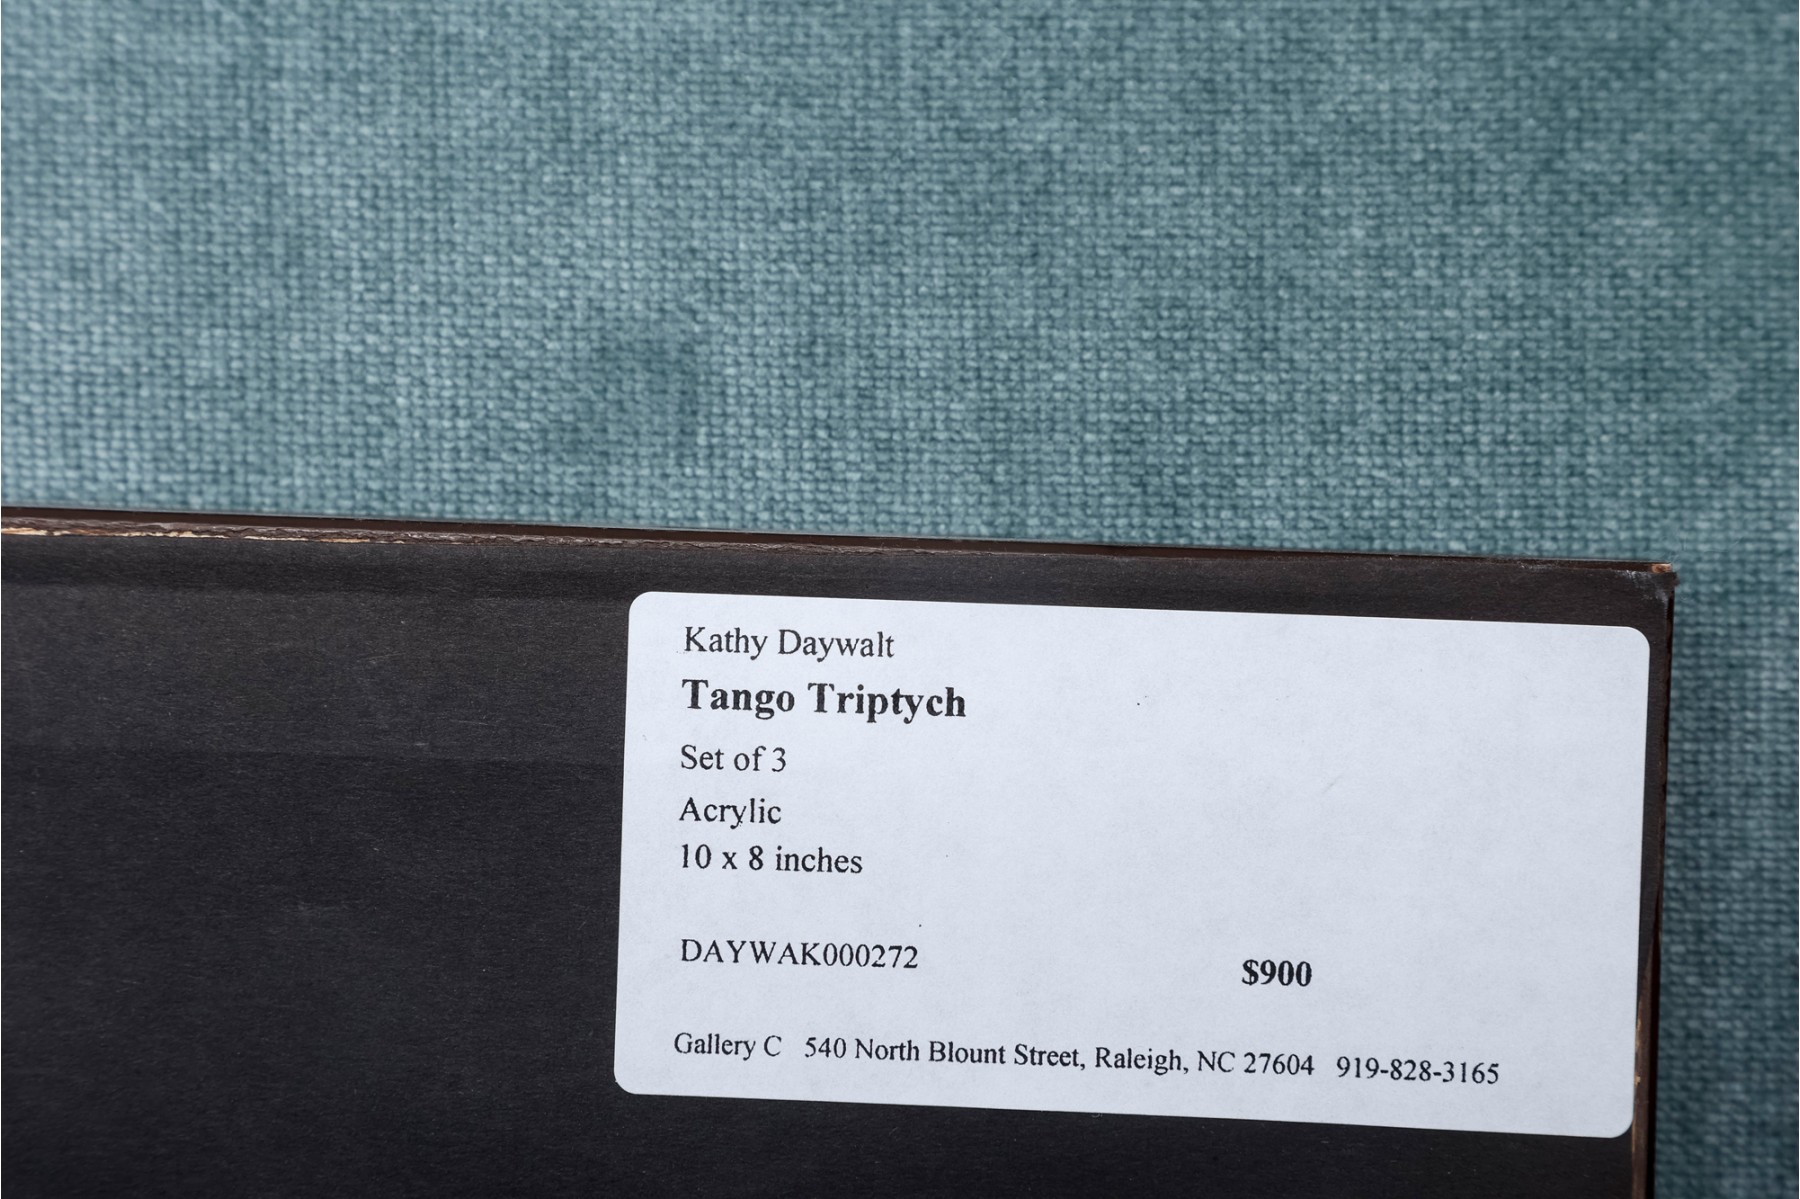 Kathy Daywalt
Tango Triptych
Set of 3
Acrylic
10 x 8 inches
DAYWAK000272 $900
Gallery C 540 North Blount Street, Raleigh, NC 27604 919-828-3165